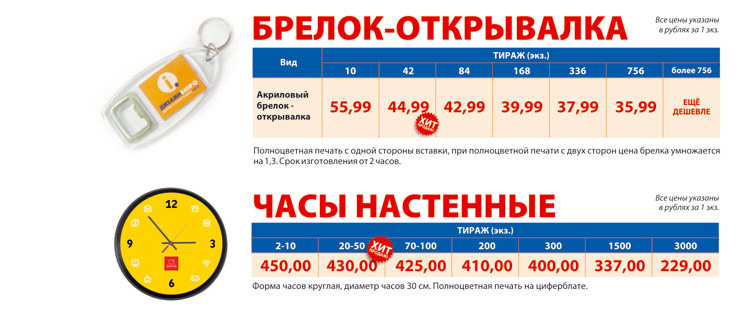 БРЕЛОК-ОТКРЫВАЛКА
Все цены указаны
в рублях за 1 экз.
Вид
ТИРАЖ (экз.)
10 42 84 168 336 756 более 756
Акриловый
брелок -
открывалка
55,99 44,99 42,99 39,99 37,99 35,99 ЕЩЁ
ДЕШЕВЛЕ
ХИТ
Полноцветная печать с одной стороны вставки, при полноцветной печати с двух сторон цена брелка умножается
на 1,3. Срок изготовления от 2 часов.
i.
ДИЗАЙН БЮРО
ЧАСЫ НАСТЕННЫЕ
Все цены указаны
в рублях за 1 экз.
ТИРАЖ (экз.)
2-10 20-50 70-100 200 300 1500 3000
ХИТ
450,00 430,00 425,00 410,00 400,00 337,00 229,00
Форма часов круглая, диаметр часов 30 см. Полноцветная печать на циферблате.
12
9 3
6